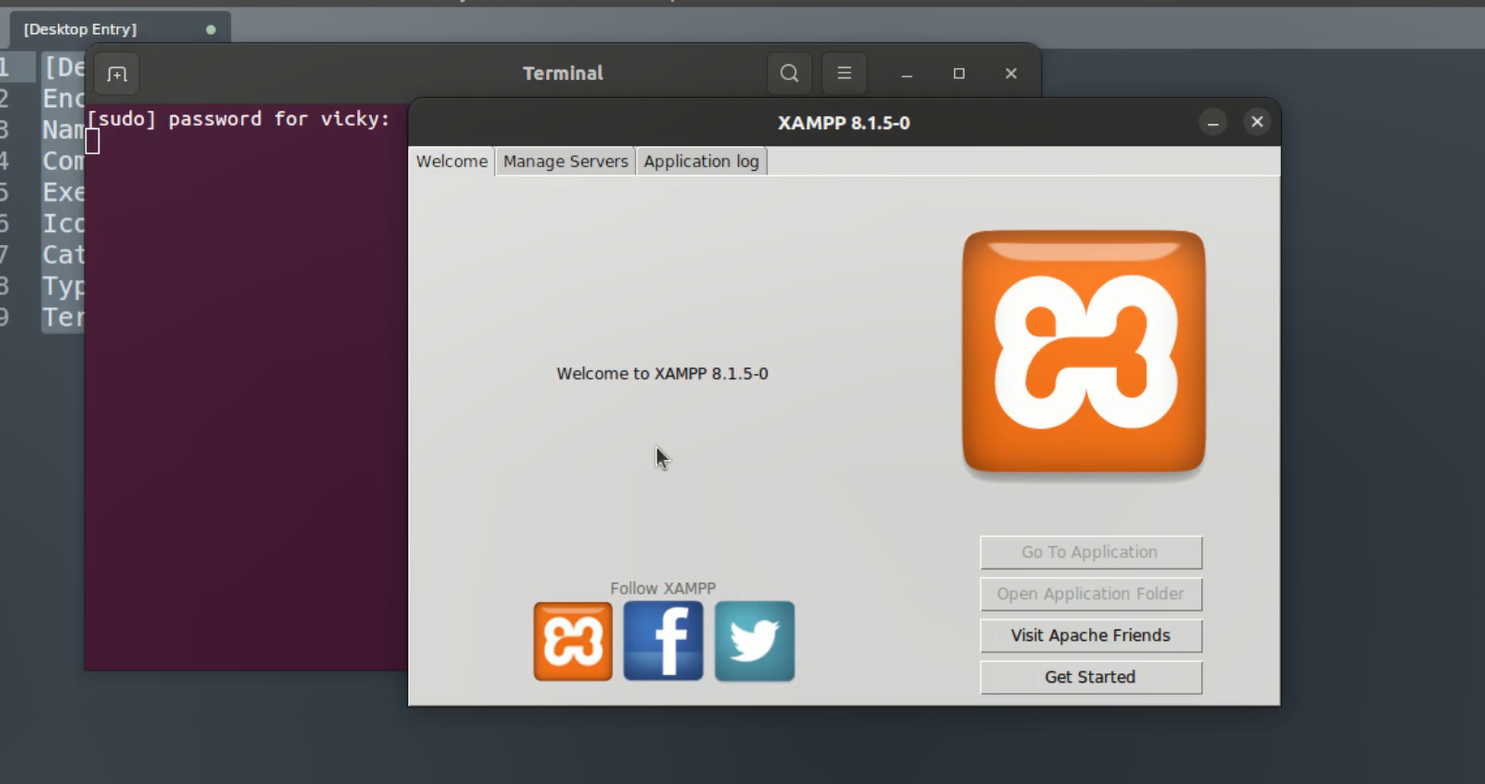 [Desktop Entry]
1 [De
2 Enc
3 Nam
4 Com
5 Exe
6 Ico
7 Cat
8 Typ
9 Ter
Terminal
[sudo] password for vicky:
XAMPP 8.1.5-0
Welcome Manage Servers Application log
Welcome to XAMPP 8.1.5-0
Follow XAMPP
Go To Application
Open Application Folder
Visit Apache Friends
Get Started